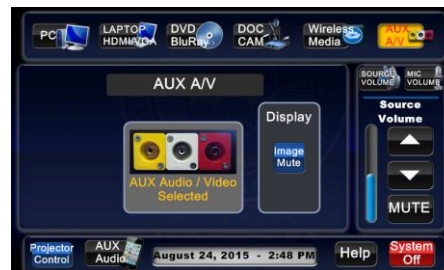 PC
LAPTOP
HDMI/VGA
DVD
BluRay
DOC
CAM
Wireless
Media
AUX
A/V
AUX A/V
SOURCE
VOLUME
MIC
VOLUME
Display
Image
Mute
AUX Audio / Video
Selected
Source
Volume
MUTE
Projector
Control
AUX
Audio
August 24, 2015 - 2:48 PM
Help
System
Off